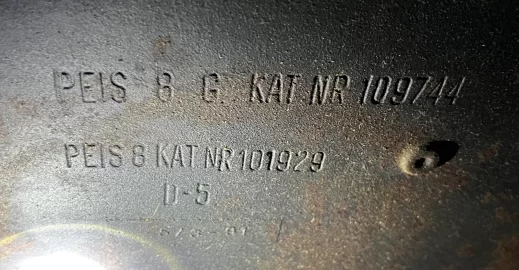 PEIS 8 G KAT NR 109744
PEIS 8 KAT NR 101929
D-5